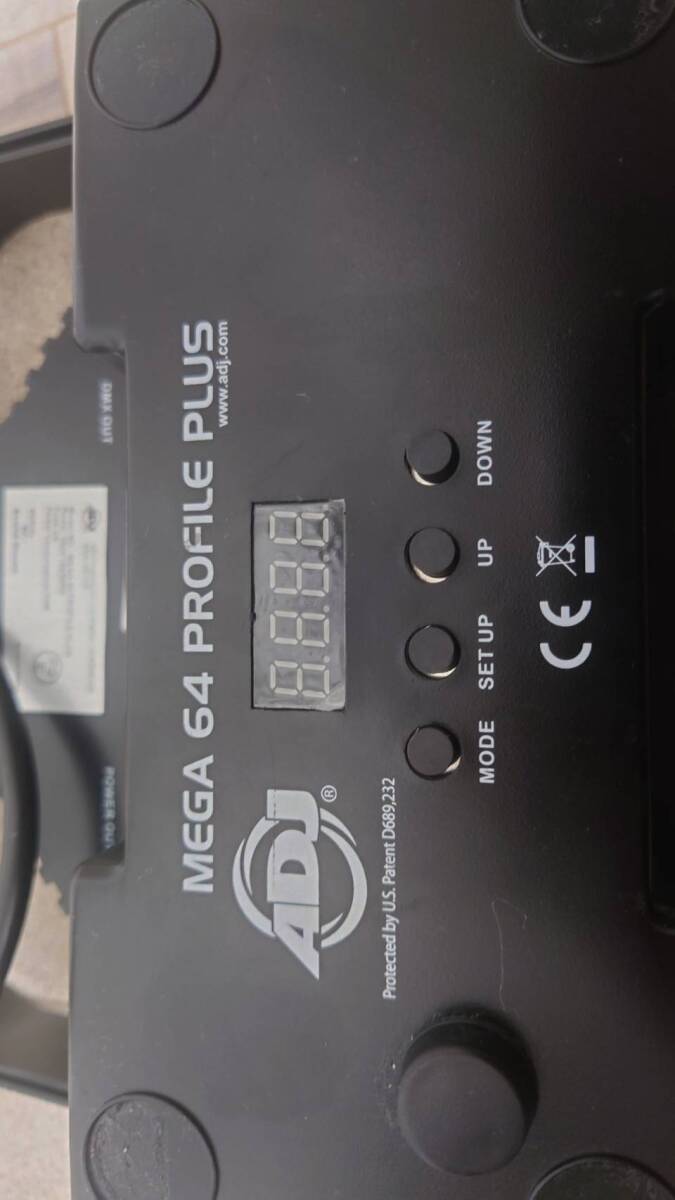 MEGA 64 PROFILE PLUS
www.adj.com
ADJ®
Protected by U.S. Patent D689,232
MODE
SET UP
UP
DOWN
CE
DMX OUT
POWER OUT